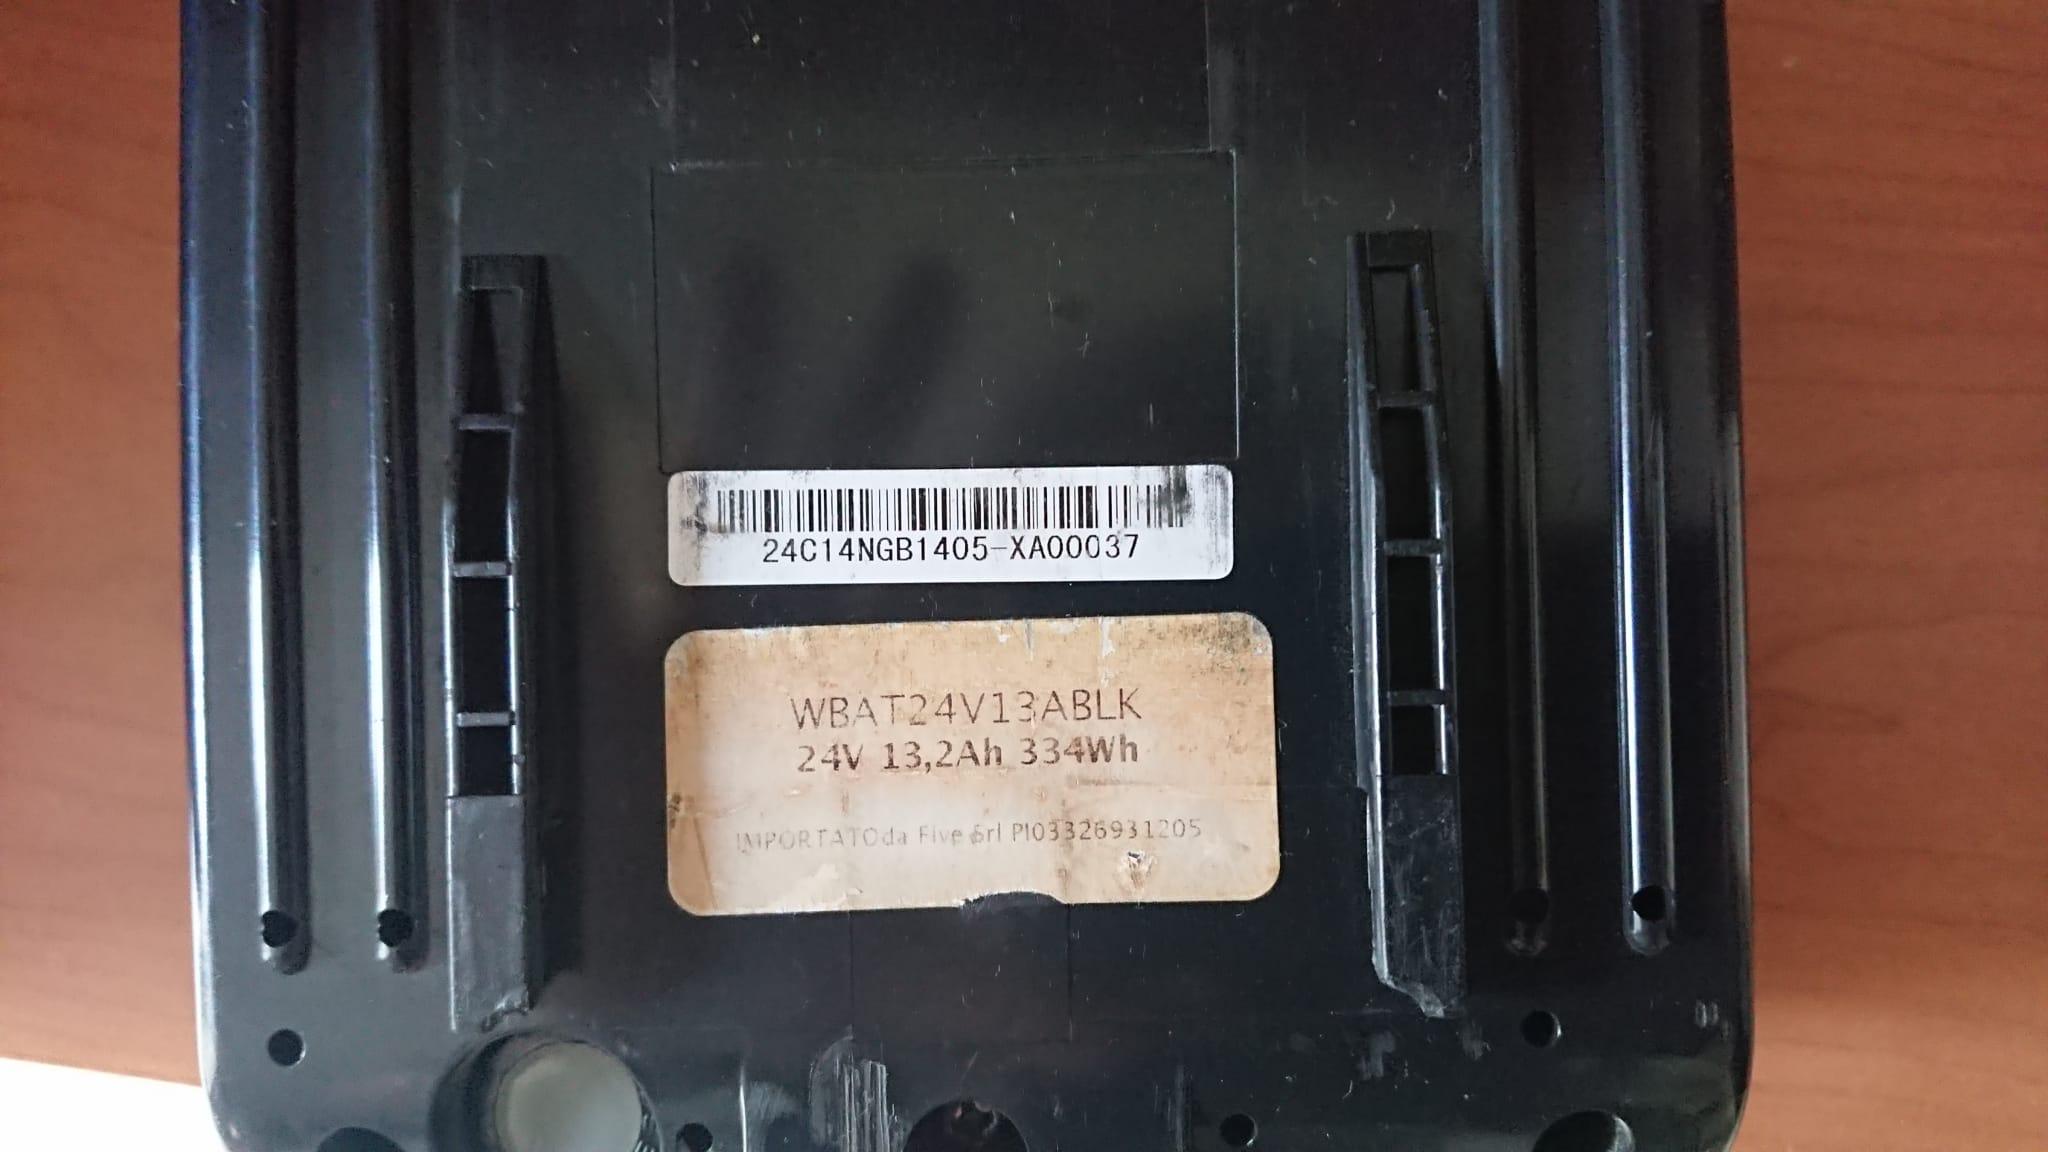 24C14NGB1405-XA00037
WBAT24V13ABLK
24V 13,2Ah 334Wh
IMPORTATOda Five Srl PI03326931205